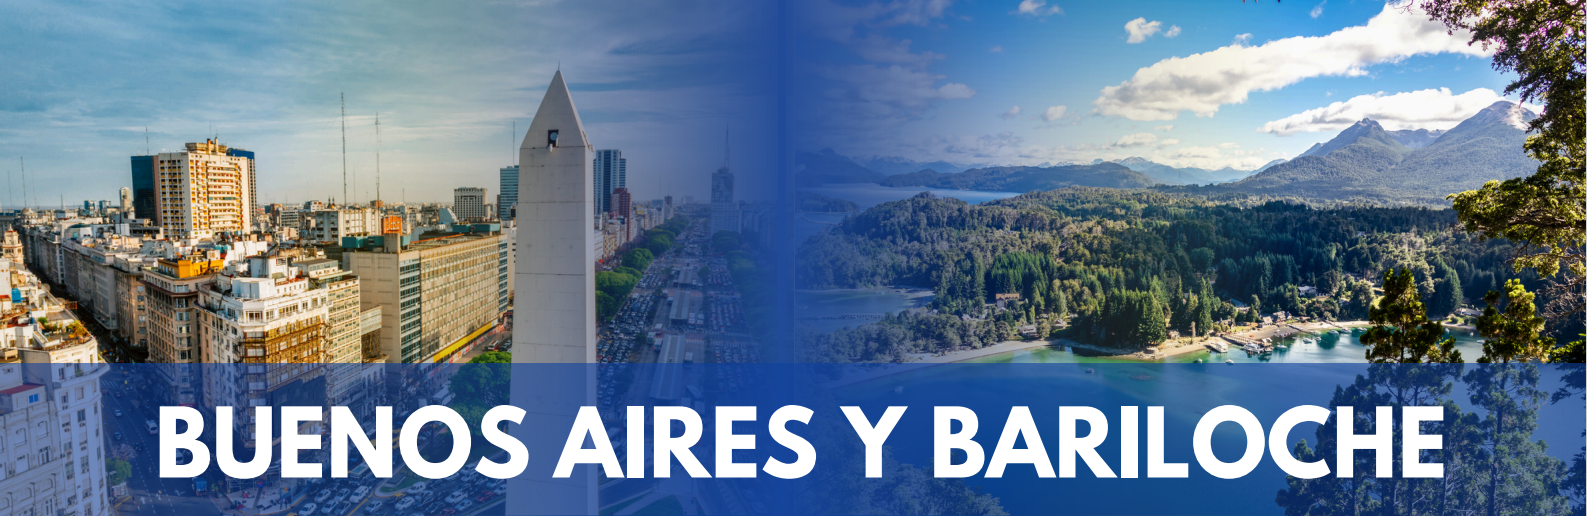 BUENOS AIRES Y BARILOCHE